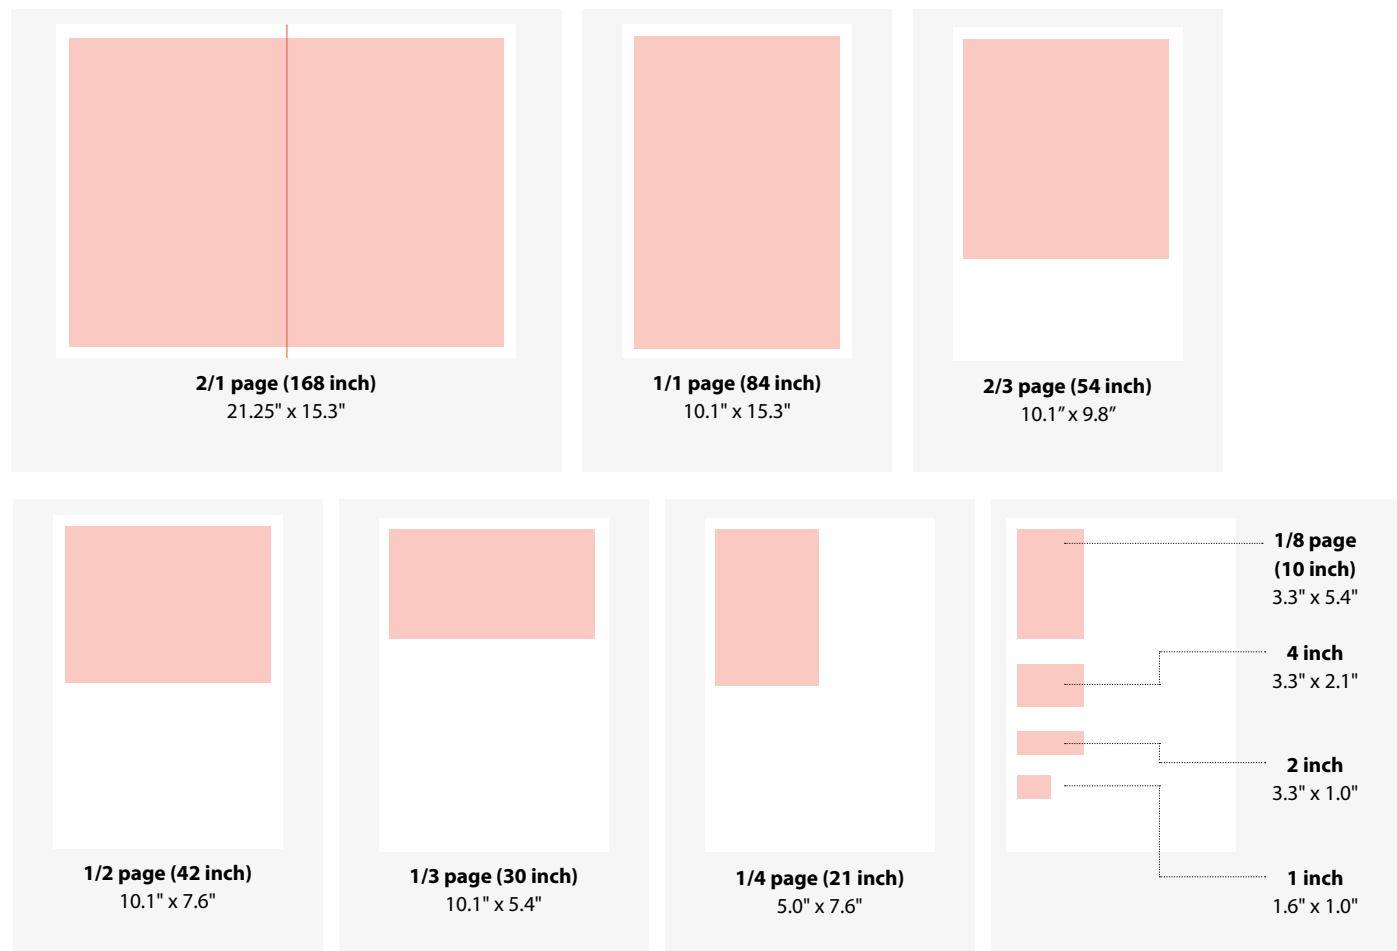 2/1 page (168 inch)
21.25" x 15.3"
1/1 page (84 inch)
10.1" x 15.3"
2/3 page (54 inch)
10.1” x 9.8”
1/2 page (42 inch)
10.1" x 7.6"
1/3 page (30 inch)
10.1" x 5.4"
1/4 page (21 inch)
5.0" x 7.6"
1/8 page
(10 inch)
3.3" x 5.4"
4 inch
3.3" x 2.1"
2 inch
3.3" x 1.0"
1 inch
1.6" x 1.0"